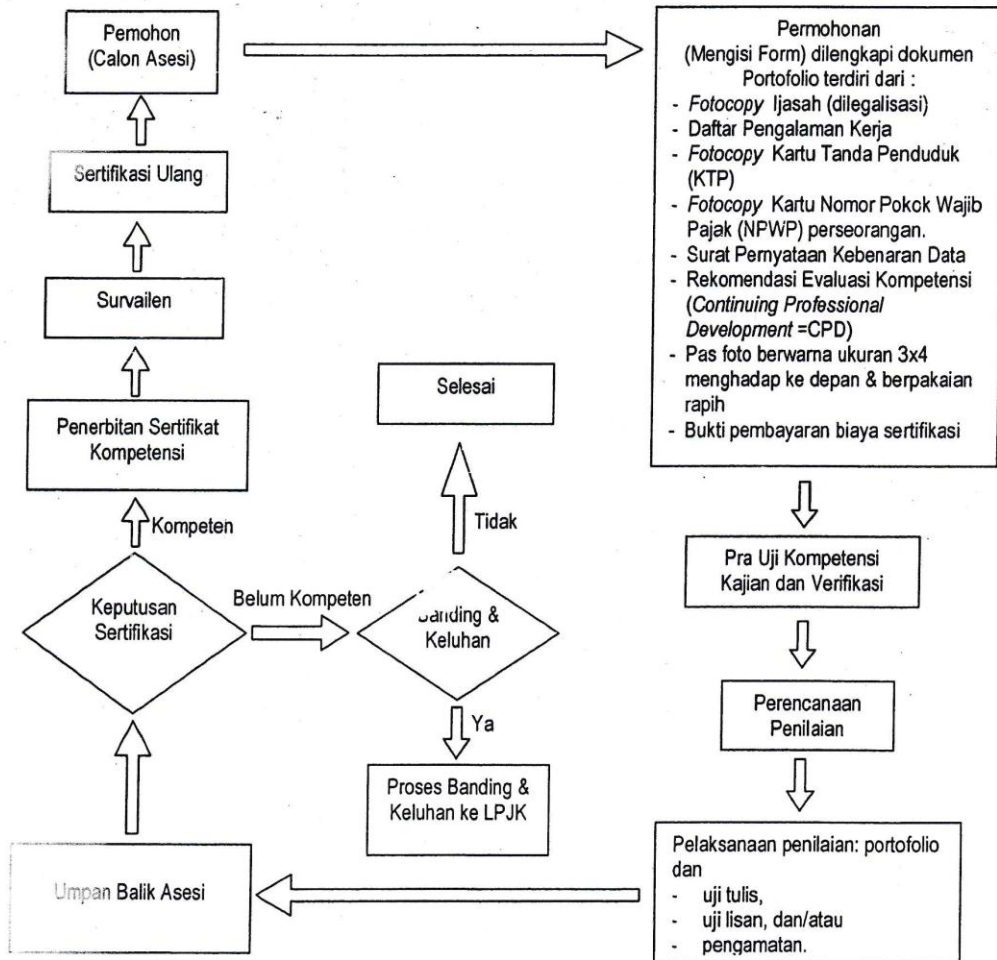 Pemohon
(Calon Asesi)
Permohonan
(Mengisi Form) dilengkapi dokumen
Portofolio terdiri dari :
- Fotocopy Ijasah (dilegalisasi)
- Daftar Pengalaman Kerja
- Fotocopy Kartu Tanda Penduduk
(KTP)
- Fotocopy Kartu Nomor Pokok Wajib
Pajak (NPWP) perseorangan.
- Surat Pernyataan Kebenaran Data
- Rekomendasi Evaluasi Kompetensi
(Continuing Professional
Development =CPD)
- Pas foto berwarna ukuran 3x4
menghadap ke depan & berpakaian
rapih
- Bukti pembayaran biaya sertifikasi
Pra Uji Kompetensi
Kajian dan Verifikasi
Perencanaan
Penilaian
Pelaksanaan penilaian: portofolio
dan
- uji tulis,
- uji lisan, dan/atau
- pengamatan.
Umpan Balik Asesi
Keputusan
Sertifikasi
Belum Kompeten
Banding &
Keluhan
Tidak
Selesai
Ya
Proses Banding &
Keluhan ke LPJK
Kompeten
Penerbitan Sertifikat
Kompetensi
Survailen
Sertifikasi Ulang